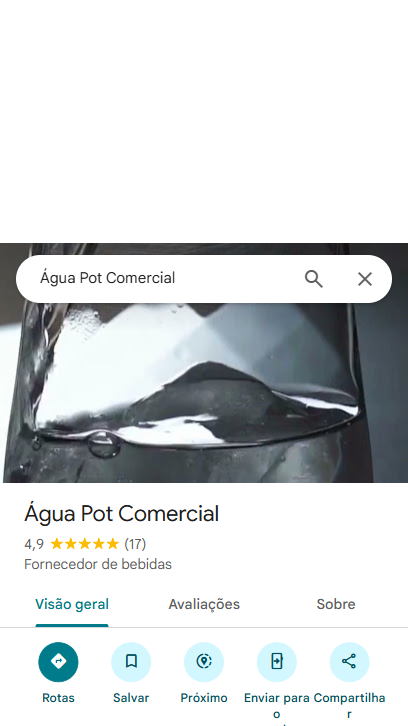 Água Pot Comercial
Água Pot Comercial
4,9 (17)
Fornecedor de bebidas
Visão geral Avaliações Sobre
Rotas Salvar Próximo Enviar para Compartilha
o r